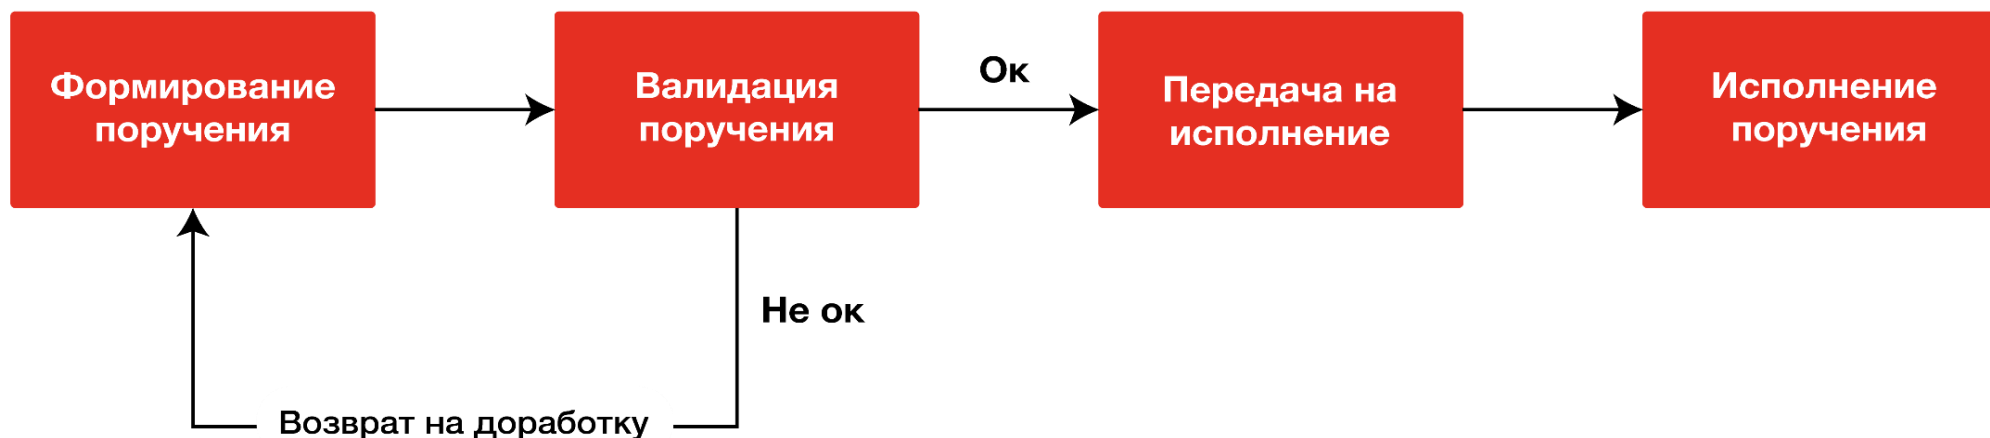 Формирование
поручения
Валидация
поручения
Ок
Передача на
исполнение
Исполнение
поручения
Не ок
Возврат на доработку